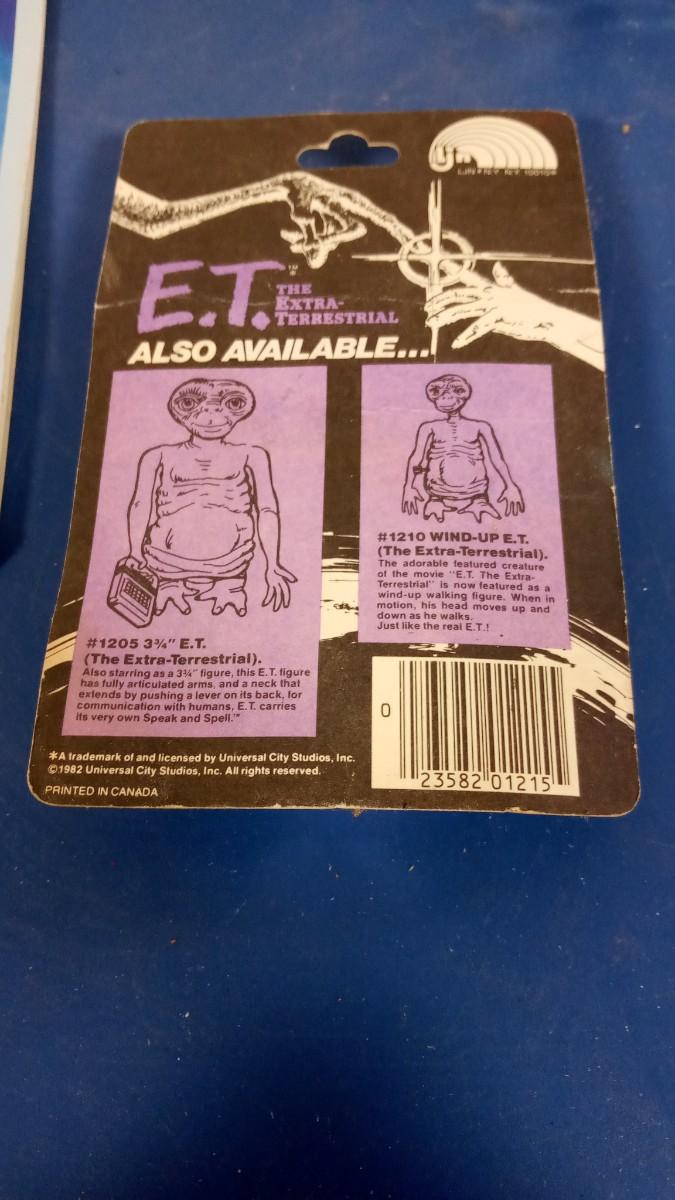 LJN
LJN * N.Y. N.Y. 10010*
E.T.™
*
THE
EXTRA-
TERRESTRIAL
ALSO AVAILABLE...
#1205 3¾" E.T.
(The Extra-Terrestrial).
Also starring as a 3¾" figure, this E.T. figure
has fully articulated arms, and a neck that
extends by pushing a lever on its back, for
communication with humans, E.T. carries
its very own Speak and Spell.™
#1210 WIND-UP E.T.
(The Extra-Terrestrial).
The adorable featured creature
of the movie "E.T. The Extra-
Terrestrial" is now featured as a
wind-up walking figure. When in
motion, his head moves up and
down as he walks.
Just like the real E.T.!
0 23582 01215
*A trademark of and licensed by Universal City Studios, Inc.
©1982 Universal City Studios, Inc. All rights reserved.
PRINTED IN CANADA